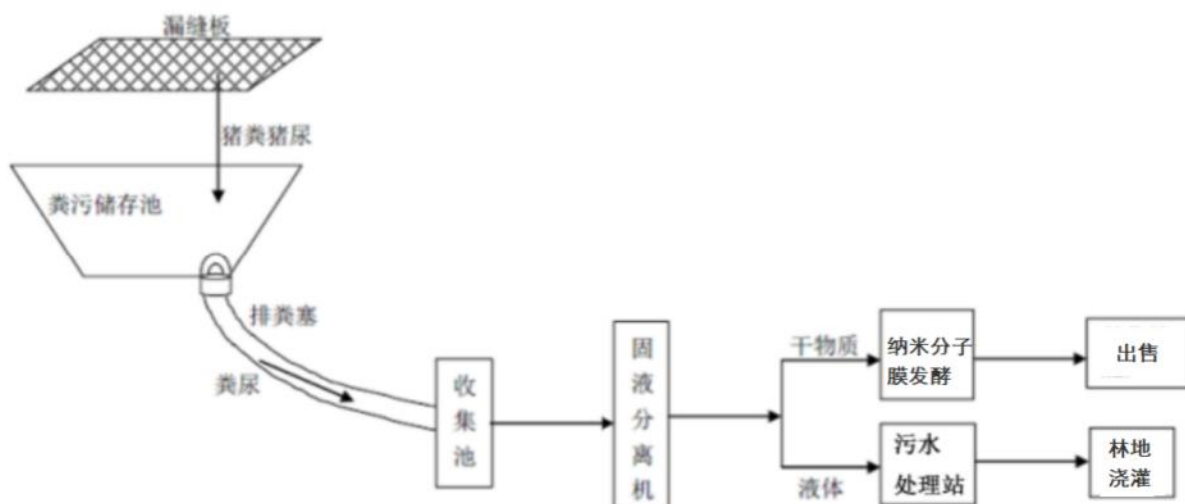 漏缝板
猪粪猪尿
粪污储存池
排粪塞
粪尿
收集池
固液分离机
干物质
纳米分子
膜发酵
出售
液体
污水
处理站
林地
浇灌